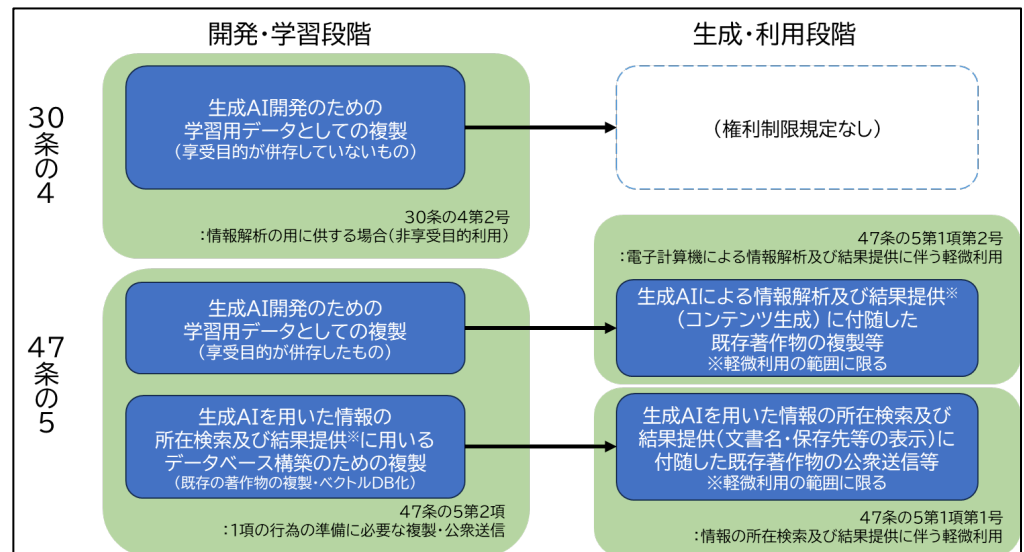 開発・学習段階
生成・利用段階
30条の4
生成AI開発のための
学習用データとしての複製
(享受目的が併存していないもの)
(権利制限規定なし)
30条の4第2号
:情報解析の用に供する場合(非享受目的利用)
47条の5第1項第2号
:電子計算機による情報解析及び結果提供に伴う軽微利用
47条の5
生成AI開発のための
学習用データとしての複製
(享受目的が併存したもの)
生成AIによる情報解析及び結果提供※
(コンテンツ生成)に付随した
既存著作物の複製等
※軽微利用の範囲に限る
生成AIを用いた情報の
所在検索及び結果提供※に用いる
データベース構築のための複製
(既存の著作物の複製・ベクトルDB化)
生成AIを用いた情報の所在検索及び
結果提供(文書名・保存先等の表示)に
付随した既存著作物の公衆送信等
※軽微利用の範囲に限る
47条の5第2項
:1項の行為の準備に必要な複製・公衆送信
47条の5第1項第1号
:情報の所在検索及び結果提供に伴う軽微利用